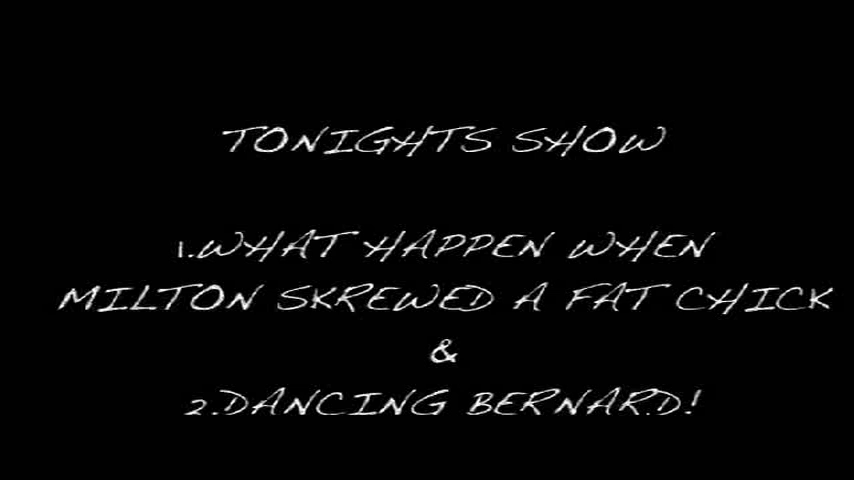 TONIGHTS SHOW
1.WHAT HAPPEN WHEN
MILTON SKREWED A FAT CHICK
&
2.DANCING BERNARD!